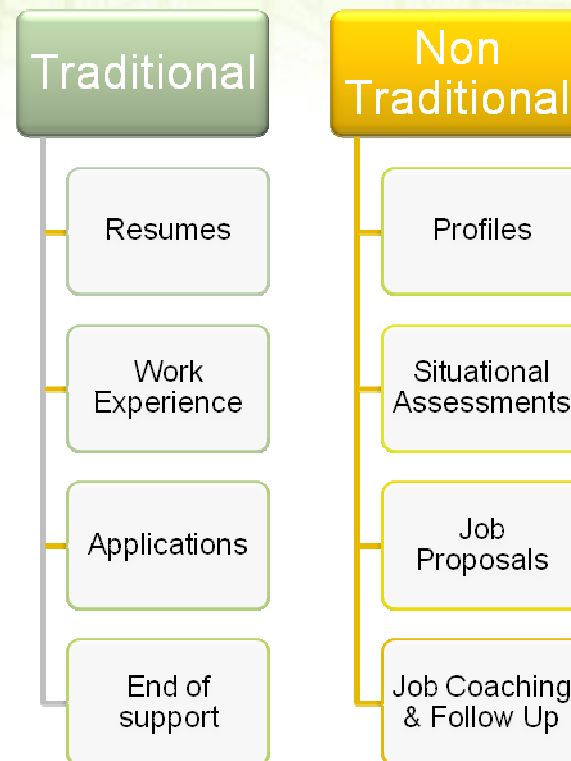 Traditional
Resumes
Work
Experience
Applications
End of
support
Non
Traditional
Profiles
Situational
Assessments
Job
Proposals
Job Coaching
& Follow Up